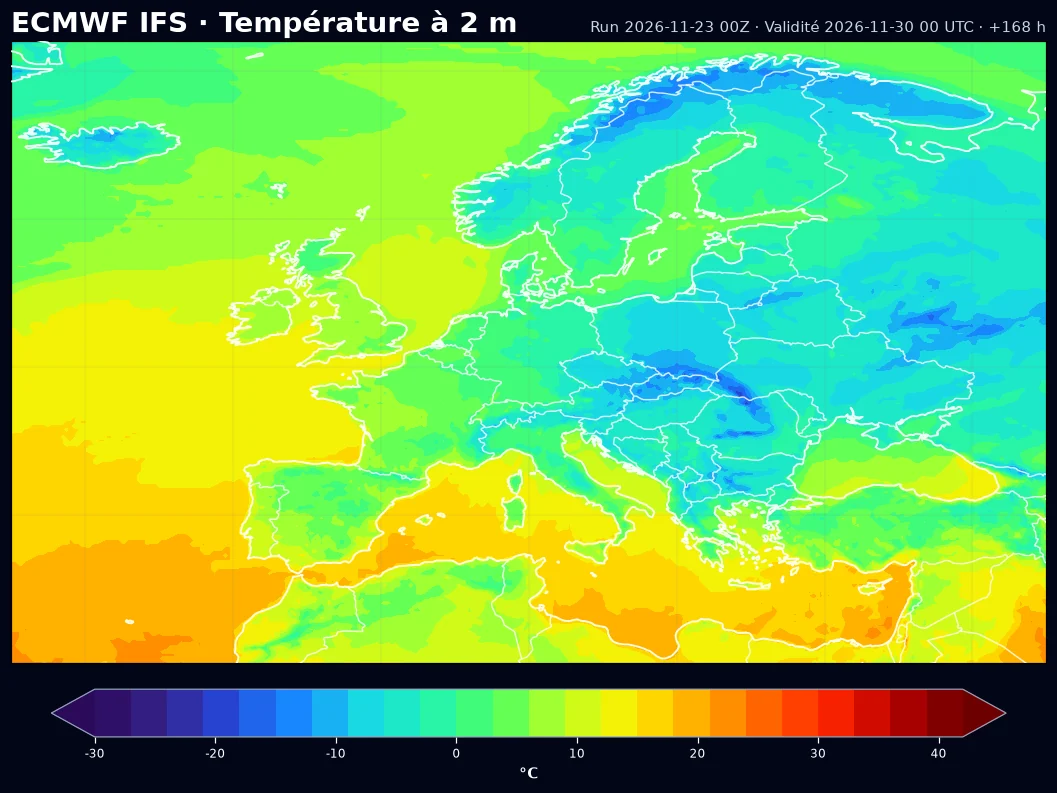 ECMWF IFS · Température à 2 m
Run 2026-11-23 00Z · Validité 2026-11-30 00 UTC · +168 h
-30 -20 -10 0 10 20 30 40
°C